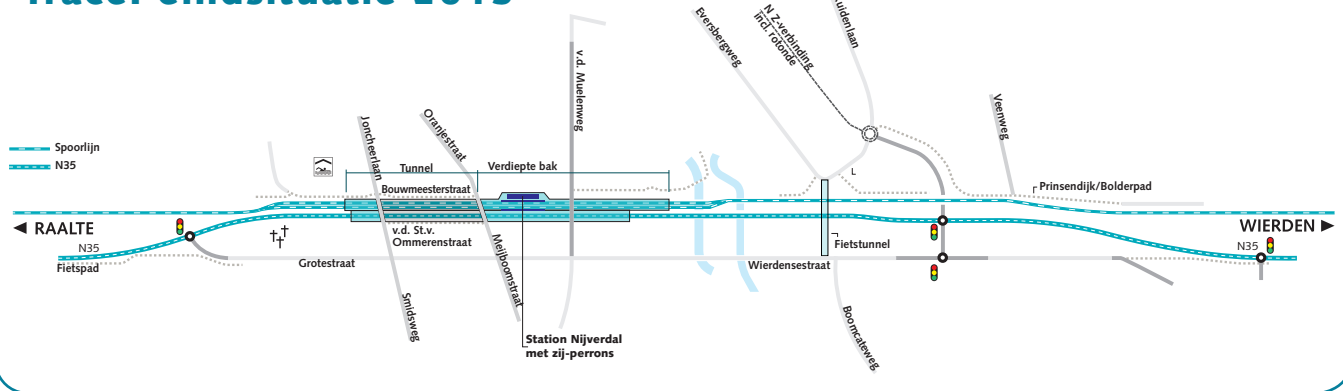 Eversbergweg
N Z-verbinding
incl. rotonde
v.d. Muelenweg
Veenweg
Joncheerlaan
Oranjestraat
Spoorlijn
N35
Tunnel
Verdiepte bak
Bouwmeesterstraat
L
Prinsendijk/Bolderpad
◄ RAALTE
WIERDEN ►
v.d. St.v.
Ommerenstraat
N35
Fietspad
Grotestraat
Meijboomstraat
Fietstunnel
Wierdensestraat
N35
Smidsweg
Boomcateweg
Station Nijverdal
met zij-perrons